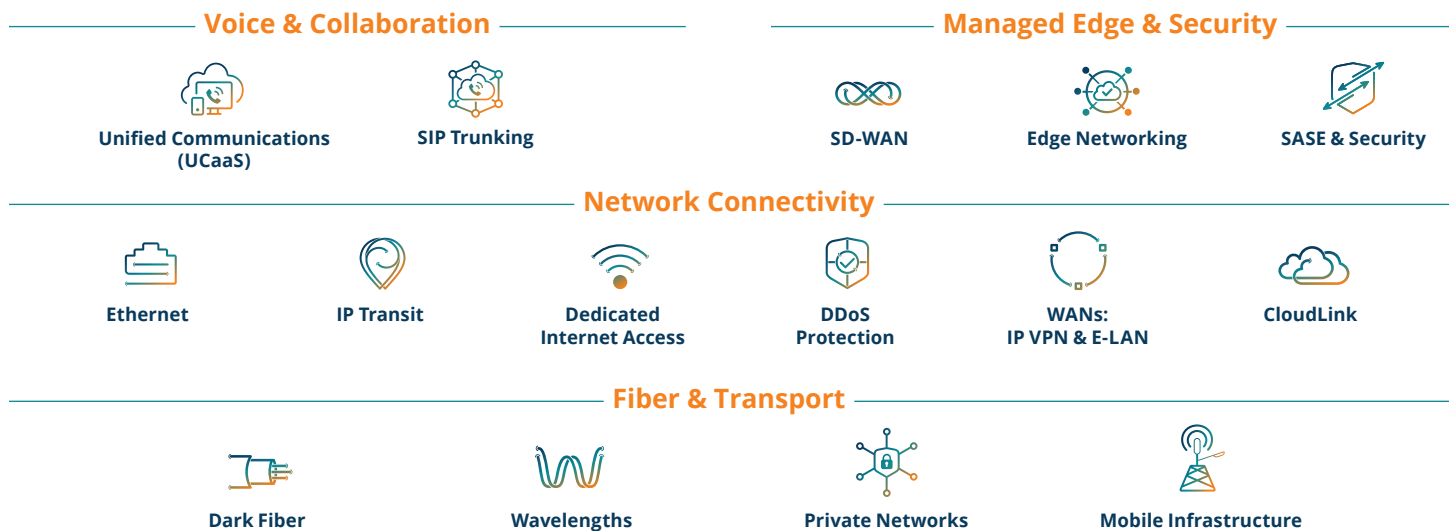 Voice & Collaboration
Managed Edge & Security
Unified Communications
(UCaaS)
SIP Trunking
SD-WAN
Edge Networking
SASE & Security
Network Connectivity
Ethernet
IP Transit
Dedicated
Internet Access
DDoS
Protection
WANs:
IP VPN & E-LAN
CloudLink
Fiber & Transport
Dark Fiber
Wavelengths
Private Networks
Mobile Infrastructure